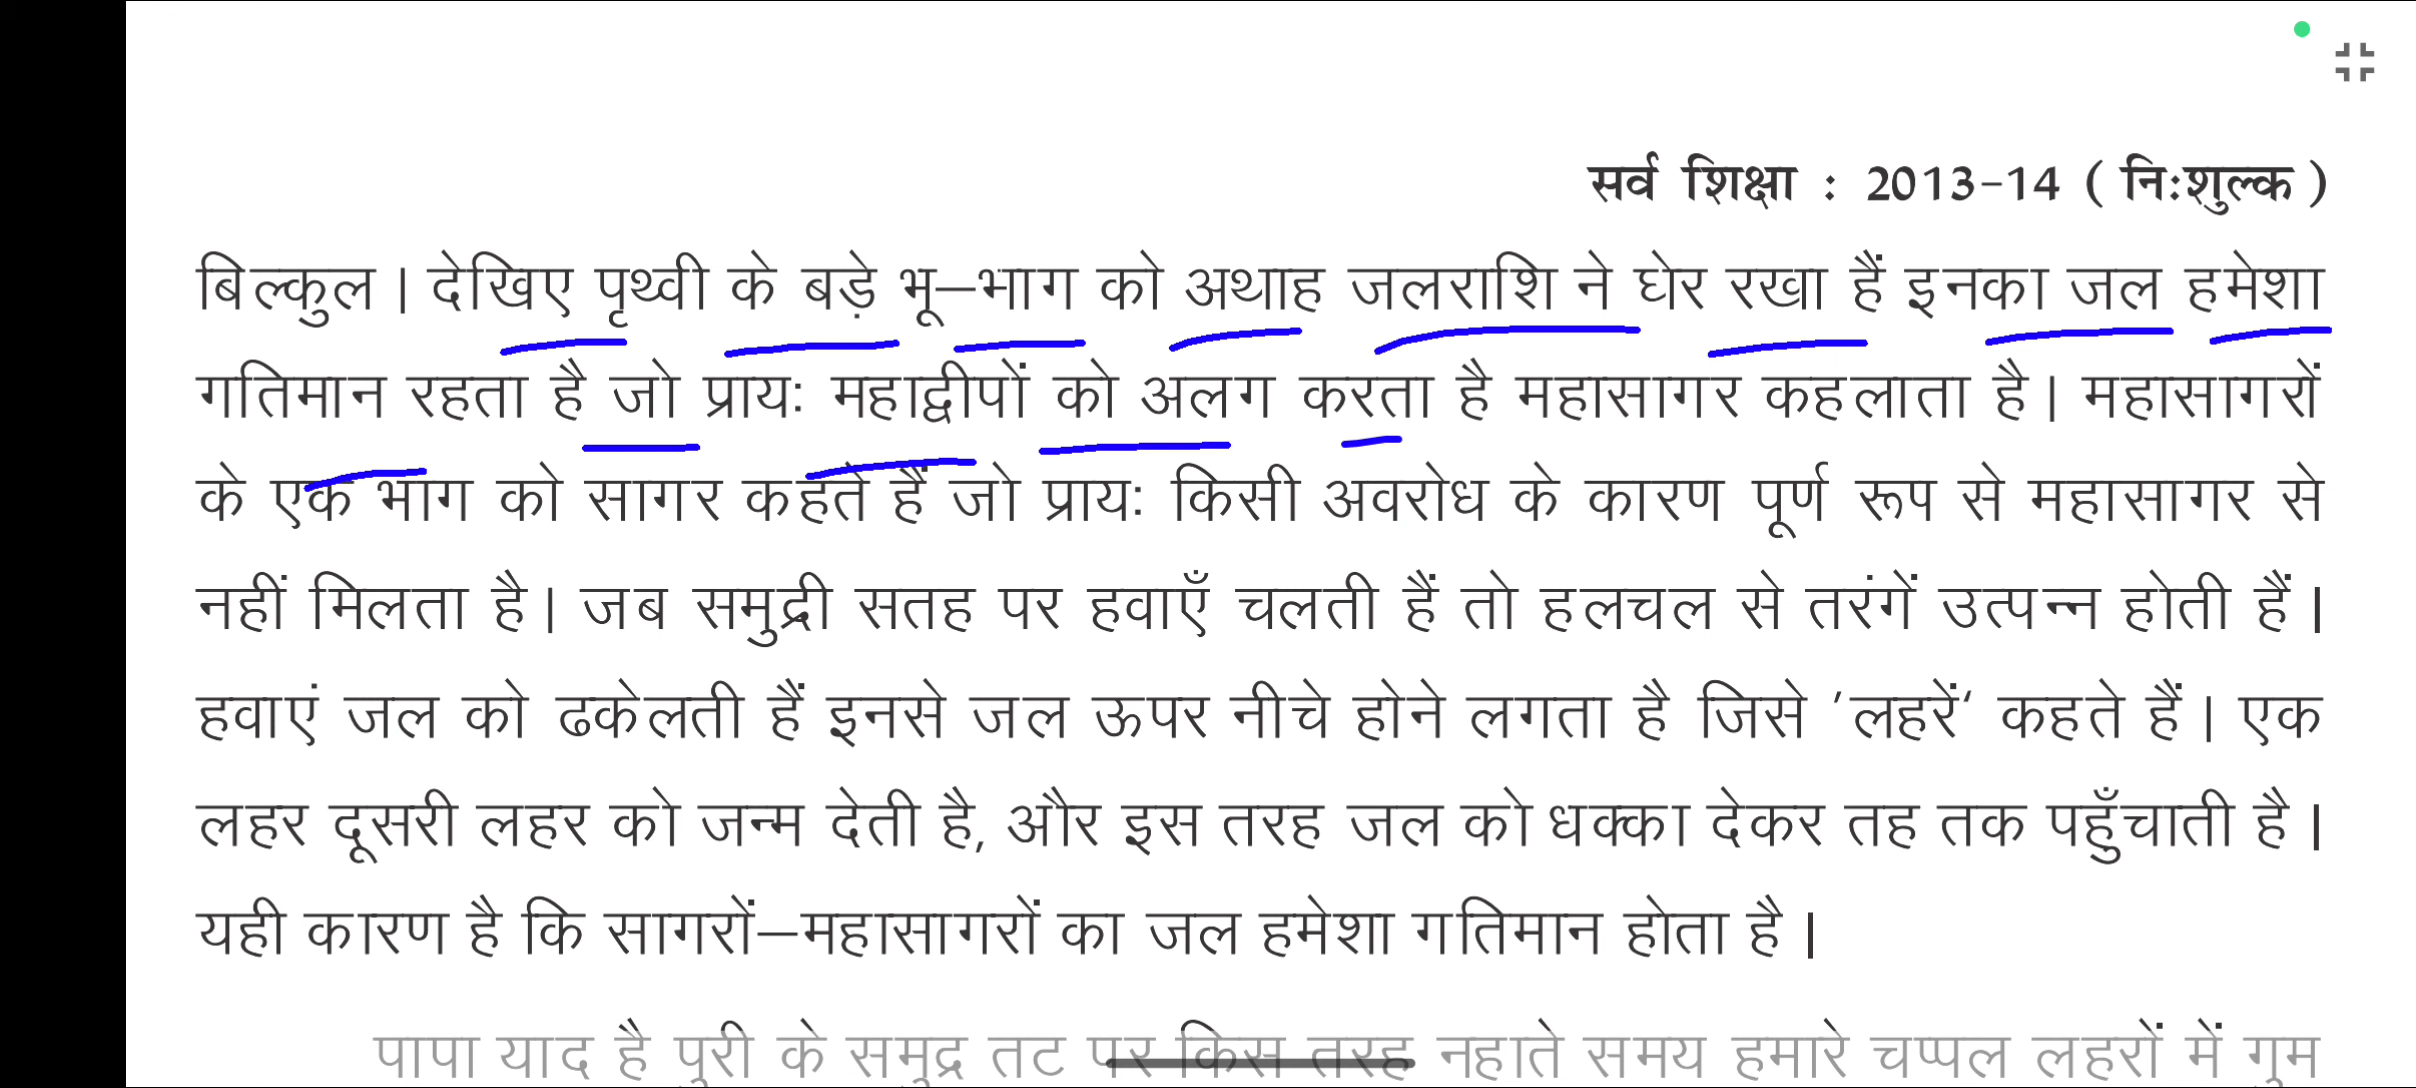 सर्व शिक्षा : 2013-14 ( निःशुल्क )
बिल्कुल। देखिए पृथ्वी के बड़े भू–भाग को अथाह जलराशि ने घेर रखा हैं इनका जल हमेशा
गतिमान रहता है जो प्रायः महाद्वीपों को अलग करता है महासागर कहलाता है। महासागरों
के एक भाग को सागर कहते हैं जो प्रायः किसी अवरोध के कारण पूर्ण रूप से महासागर से
नहीं मिलता है। जब समुद्री सतह पर हवाएँ चलती हैं तो हलचल से तरंगें उत्पन्न होती हैं।
हवाएं जल को ढकेलती हैं इनसे जल ऊपर नीचे होने लगता है जिसे ’लहरें‘ कहते हैं। एक
लहर दूसरी लहर को जन्म देती है, और इस तरह जल को धक्का देकर तह तक पहुँचाती है।
यही कारण है कि सागरों–महासागरों का जल हमेशा गतिमान होता है।
पापा याद है पुरी के समुद्र तट पर किस तरह नहाते समय हमारे चप्पल लहरों में गुम